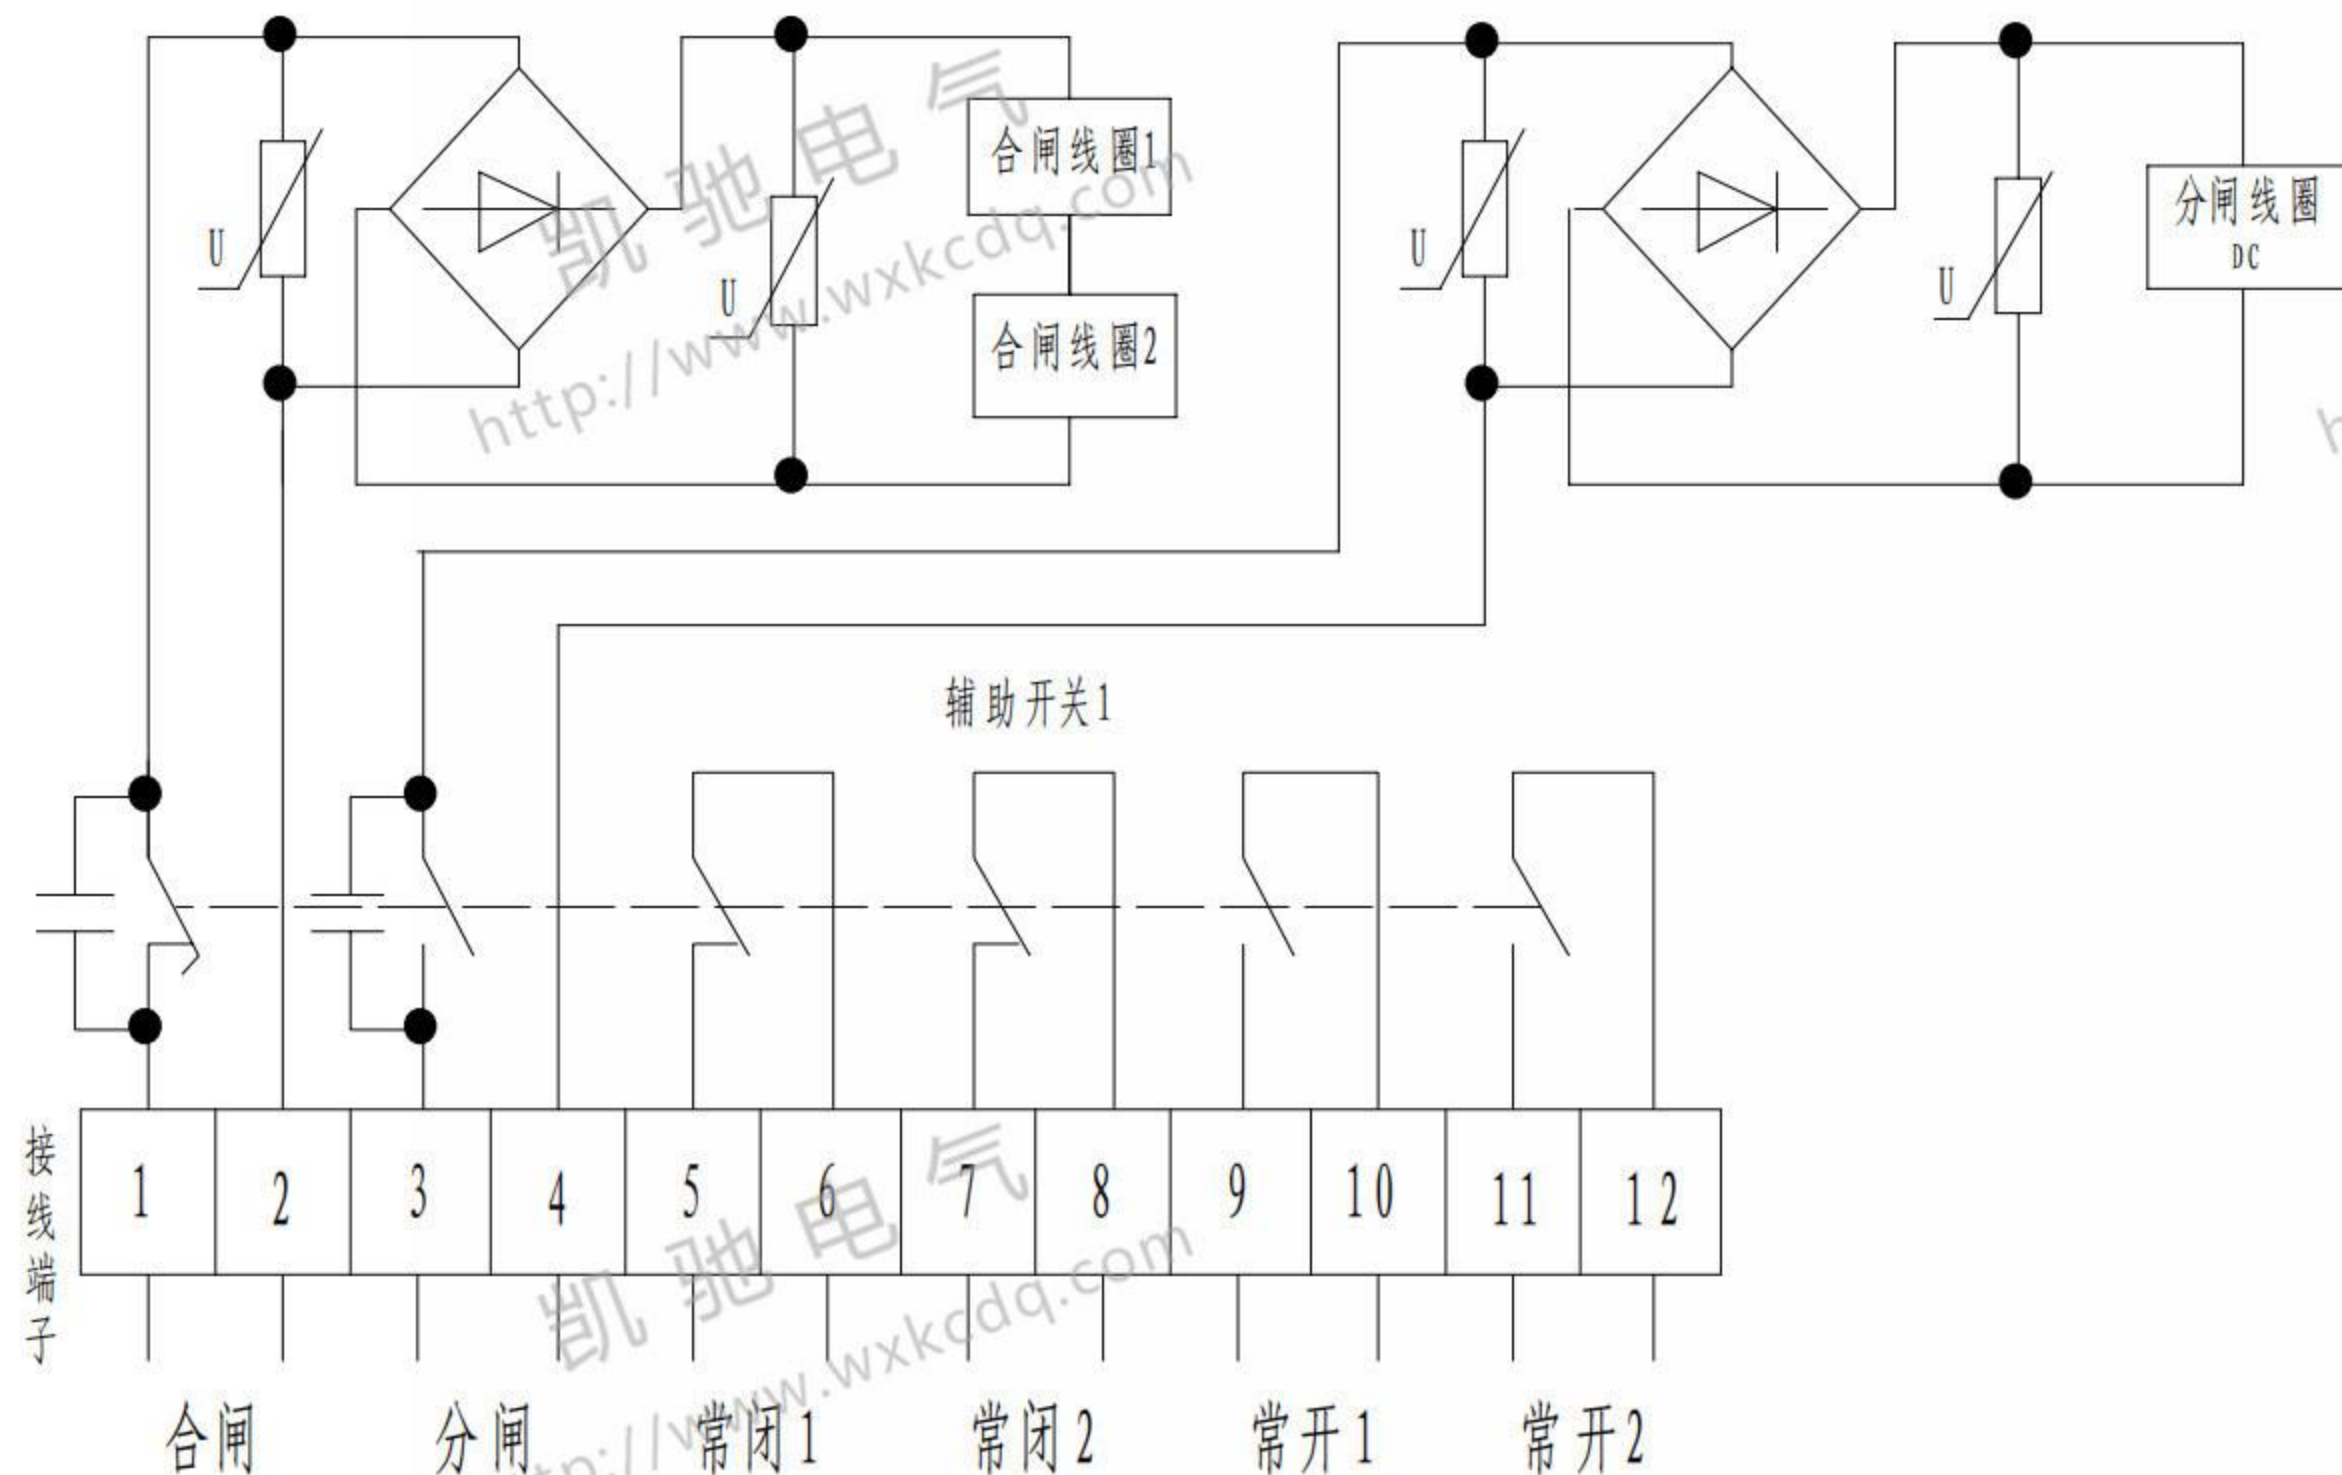 凯驰电气
http://www.wxkcdq.com
合闸线圈1
合闸线圈2
分闸线圈
DC
U
U
U
U
h
辅助开关1
接线端子
1 2 3 4 5 6 7 8 9 10 11 12
凯驰电气
http://www.wxkcdq.com
合闸 分闸 常闭1 常闭2 常开1 常开2